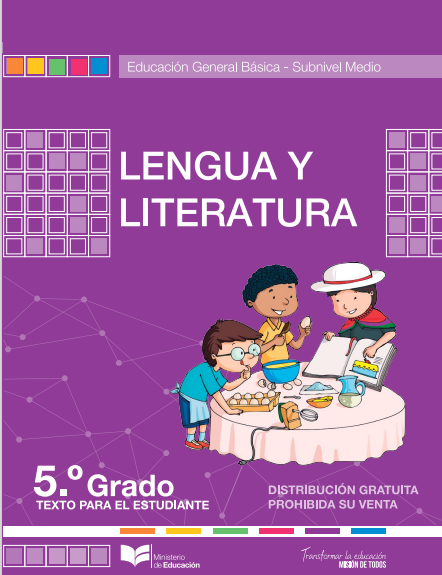 Educación General Básica - Subnivel Medio
LENGUA Y
LITERATURA
5.º Grado
TEXTO PARA EL ESTUDIANTE
DISTRIBUCIÓN GRATUITA
PROHIBIDA SU VENTA
Ministerio
de Educación
Transformar la educación
MISIÓN DE TODOS